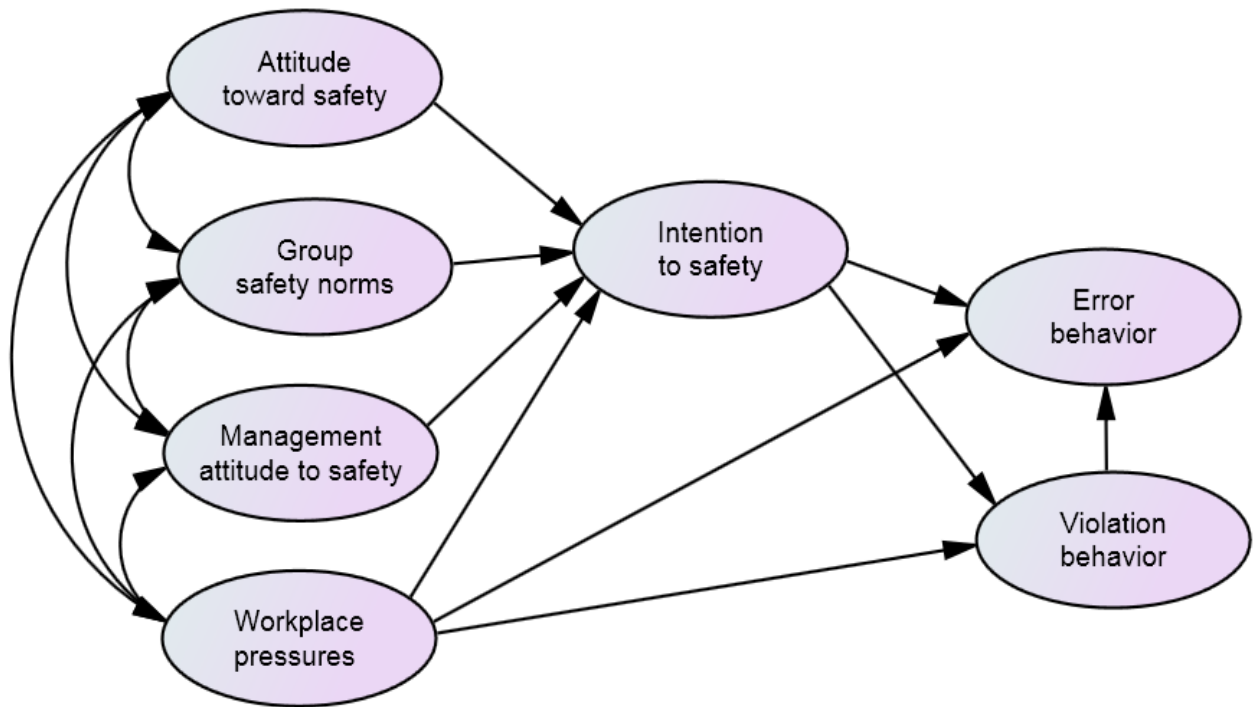 Attitude
toward safety
Group
safety norms
Management
attitude to safety
Workplace
pressures
Intention
to safety
Error
behavior
Violation
behavior